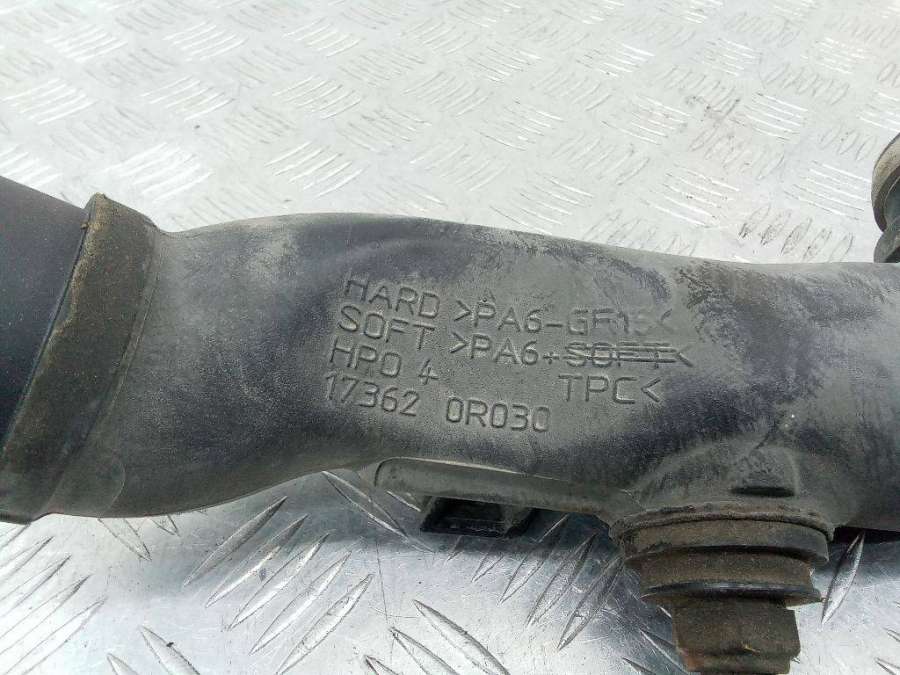 HARD >PA6-GF15<
SOFT >PA6+SOFT<
TPC<
HPO 4
17362 0R030